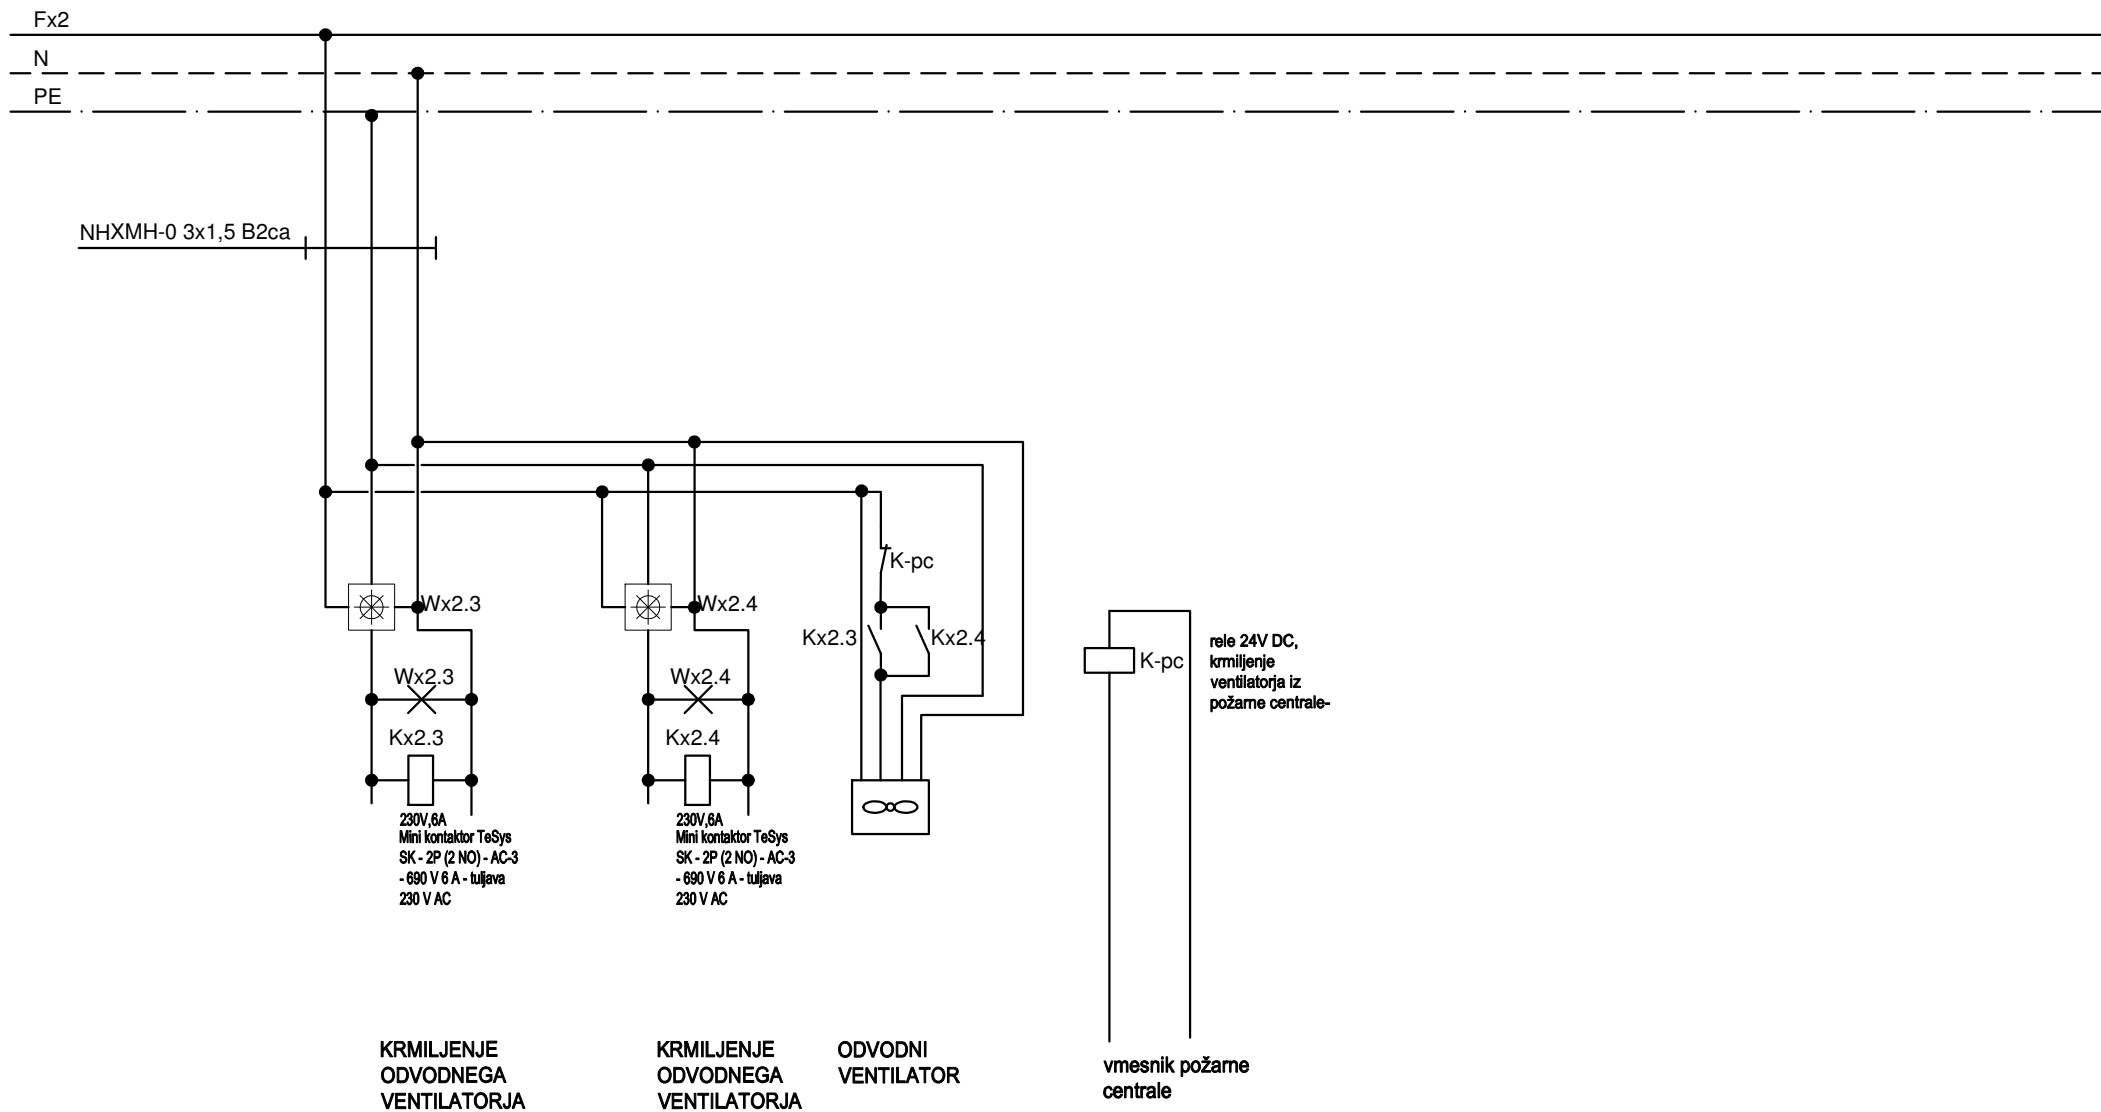 Fx2
N
PE
NHXMH-0 3x1,5 B2ca
K-pc
Wx2.3
Wx2.4
Kx2.3
Kx2.4
K-pc
rele 24V DC,
krmiljenje
ventilatorja iz
požarne centrale-
Wx2.3
Wx2.4
Kx2.3
Kx2.4
230V,6A
Mini kontaktor TeSys
SK - 2P (2 NO) - AC-3
- 690 V 6 A - tuljava
230 V AC
230V,6A
Mini kontaktor TeSys
SK - 2P (2 NO) - AC-3
- 690 V 6 A - tuljava
230 V AC
KRMILJENJE
ODVODNEGA
VENTILATORJA
KRMILJENJE
ODVODNEGA
VENTILATORJA
ODVODNI
VENTILATOR
vmesnik požarne
centrale